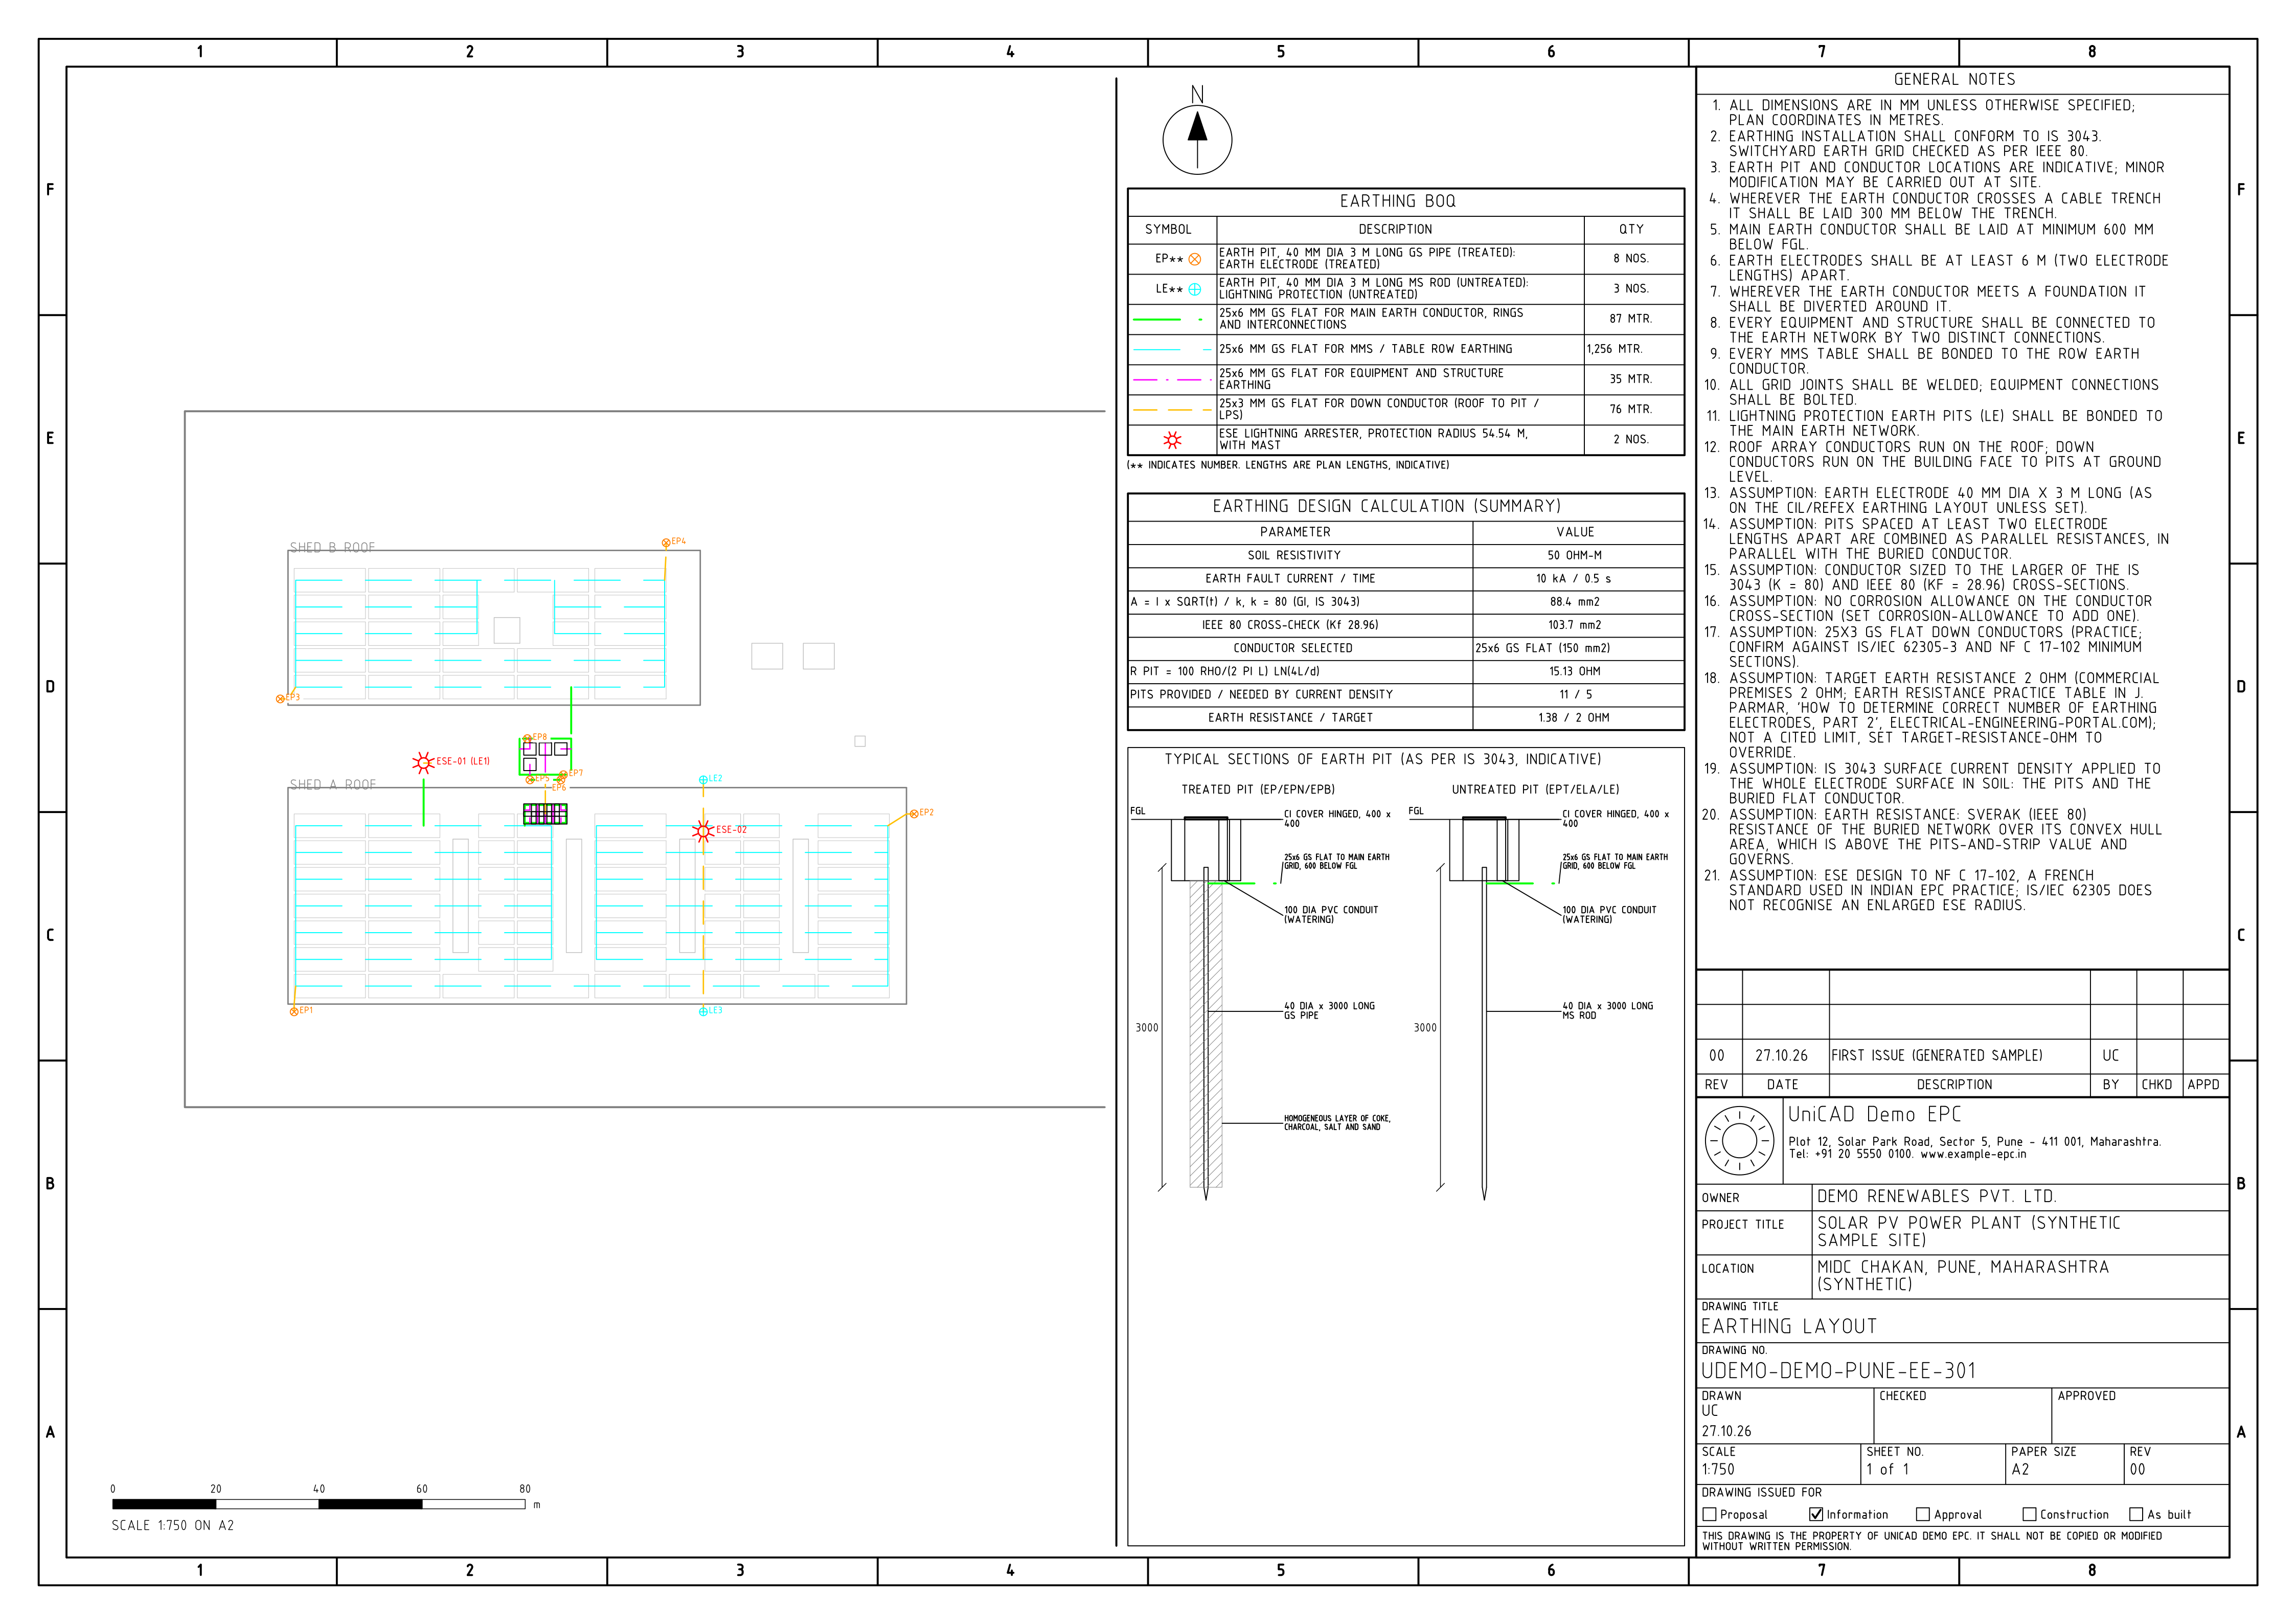 1 2 3 4 5 6 7 8
F
E
D
C
B
A
SHED B ROOF
EP4
EP3
EP8
ESE-01 (LE1)
EP7
EP5
EP6
LE2
SHED A ROOF
EP2
ESE-02
EP1
LE3
0 20 40 60 80 m
SCALE 1:750 ON A2
N
EARTHING BOQ
SYMBOL DESCRIPTION QTY
EP** EARTH PIT, 40 MM DIA 3 M LONG GS PIPE (TREATED): 8 NOS.
EARTH ELECTRODE (TREATED)
LE** EARTH PIT, 40 MM DIA 3 M LONG MS ROD (UNTREATED): 3 NOS.
LIGHTNING PROTECTION (UNTREATED)
25x6 MM GS FLAT FOR MAIN EARTH CONDUCTOR, RINGS 87 MTR.
AND INTERCONNECTIONS
25x6 MM GS FLAT FOR MMS / TABLE ROW EARTHING 1,256 MTR.
25x6 MM GS FLAT FOR EQUIPMENT AND STRUCTURE 35 MTR.
EARTHING
25x3 MM GS FLAT FOR DOWN CONDUCTOR (ROOF TO PIT / 76 MTR.
LPS)
ESE LIGHTNING ARRESTER, PROTECTION RADIUS 54.54 M, 2 NOS.
WITH MAST
(** INDICATES NUMBER. LENGTHS ARE PLAN LENGTHS, INDICATIVE)
EARTHING DESIGN CALCULATION (SUMMARY)
PARAMETER VALUE
SOIL RESISTIVITY 50 OHM-M
EARTH FAULT CURRENT / TIME 10 kA / 0.5 s
A = I x SQRT(t) / k, k = 80 (GI, IS 3043) 88.4 mm2
IEEE 80 CROSS-CHECK (Kf 28.96) 103.7 mm2
CONDUCTOR SELECTED 25x6 GS FLAT (150 mm2)
R PIT = 100 RHO/(2 PI L) LN(4L/d) 15.13 OHM
PITS PROVIDED / NEEDED BY CURRENT DENSITY 11 / 5
EARTH RESISTANCE / TARGET 1.38 / 2 OHM
TYPICAL SECTIONS OF EARTH PIT (AS PER IS 3043, INDICATIVE)
TREATED PIT (EP/EPN/EPB)
FGL
CI COVER HINGED, 400 x
400
25x6 GS FLAT TO MAIN EARTH
GRID, 600 BELOW FGL
100 DIA PVC CONDUIT
(WATERING)
40 DIA x 3000 LONG
GS PIPE
3000
HOMOGENEOUS LAYER OF COKE,
CHARCOAL, SALT AND SAND
UNTREATED PIT (EPT/ELA/LE)
FGL
CI COVER HINGED, 400 x
400
25x6 GS FLAT TO MAIN EARTH
GRID, 600 BELOW FGL
100 DIA PVC CONDUIT
(WATERING)
40 DIA x 3000 LONG
MS ROD
3000
GENERAL NOTES
1. ALL DIMENSIONS ARE IN MM UNLESS OTHERWISE SPECIFIED;
PLAN COORDINATES IN METRES.
2. EARTHING INSTALLATION SHALL CONFORM TO IS 3043.
SWITCHYARD EARTH GRID CHECKED AS PER IEEE 80.
3. EARTH PIT AND CONDUCTOR LOCATIONS ARE INDICATIVE; MINOR
MODIFICATION MAY BE CARRIED OUT AT SITE.
4. WHEREVER THE EARTH CONDUCTOR CROSSES A CABLE TRENCH
IT SHALL BE LAID 300 MM BELOW THE TRENCH.
5. MAIN EARTH CONDUCTOR SHALL BE LAID AT MINIMUM 600 MM
BELOW FGL.
6. EARTH ELECTRODES SHALL BE AT LEAST 6 M (TWO ELECTRODE
LENGTHS) APART.
7. WHEREVER THE EARTH CONDUCTOR MEETS A FOUNDATION IT
SHALL BE DIVERTED AROUND IT.
8. EVERY EQUIPMENT AND STRUCTURE SHALL BE CONNECTED TO
THE EARTH NETWORK BY TWO DISTINCT CONNECTIONS.
9. EVERY MMS TABLE SHALL BE BONDED TO THE ROW EARTH
CONDUCTOR.
10. ALL GRID JOINTS SHALL BE WELDED; EQUIPMENT CONNECTIONS
SHALL BE BOLTED.
11. LIGHTNING PROTECTION EARTH PITS (LE) SHALL BE BONDED TO
THE MAIN EARTH NETWORK.
12. ROOF ARRAY CONDUCTORS RUN ON THE ROOF; DOWN
CONDUCTORS RUN ON THE BUILDING FACE TO PITS AT GROUND
LEVEL.
13. ASSUMPTION: EARTH ELECTRODE 40 MM DIA X 3 M LONG (AS
ON THE CIL/REFEX EARTHING LAYOUT UNLESS SET).
14. ASSUMPTION: PITS SPACED AT LEAST TWO ELECTRODE
LENGTHS APART ARE COMBINED AS PARALLEL RESISTANCES, IN
PARALLEL WITH THE BURIED CONDUCTOR.
15. ASSUMPTION: CONDUCTOR SIZED TO THE LARGER OF THE IS
3043 (K = 80) AND IEEE 80 (KF = 28.96) CROSS-SECTIONS.
16. ASSUMPTION: NO CORROSION ALLOWANCE ON THE CONDUCTOR
CROSS-SECTION (SET CORROSION-ALLOWANCE TO ADD ONE).
17. ASSUMPTION: 25X3 GS FLAT DOWN CONDUCTORS (PRACTICE;
CONFIRM AGAINST IS/IEC 62305-3 AND NF C 17-102 MINIMUM
SECTIONS).
18. ASSUMPTION: TARGET EARTH RESISTANCE 2 OHM (COMMERCIAL
PREMISES 2 OHM; EARTH RESISTANCE PRACTICE TABLE IN J.
PARMAR, 'HOW TO DETERMINE CORRECT NUMBER OF EARTHING
ELECTRODES, PART 2', ELECTRICAL-ENGINEERING-PORTAL.COM);
NOT A CITED LIMIT, SET TARGET-RESISTANCE-OHM TO
OVERRIDE.
19. ASSUMPTION: IS 3043 SURFACE CURRENT DENSITY APPLIED TO
THE WHOLE ELECTRODE SURFACE IN SOIL: THE PITS AND THE
BURIED FLAT CONDUCTOR.
20. ASSUMPTION: EARTH RESISTANCE: SVERAK (IEEE 80)
RESISTANCE OF THE BURIED NETWORK OVER ITS CONVEX HULL
AREA, WHICH IS ABOVE THE PITS-AND-STRIP VALUE AND
GOVERNS.
21. ASSUMPTION: ESE DESIGN TO NF C 17-102, A FRENCH
STANDARD USED IN INDIAN EPC PRACTICE; IS/IEC 62305 DOES
NOT RECOGNISE AN ENLARGED ESE RADIUS.
00 27.10.26 FIRST ISSUE (GENERATED SAMPLE) UC
REV DATE DESCRIPTION BY CHKD APPD
UniCAD Demo EPC
Plot 12, Solar Park Road, Sector 5, Pune - 411 001, Maharashtra.
Tel: +91 20 5550 0100. www.example-epc.in
OWNER DEMO RENEWABLES PVT. LTD.
PROJECT TITLE SOLAR PV POWER PLANT (SYNTHETIC
SAMPLE SITE)
LOCATION MIDC CHAKAN, PUNE, MAHARASHTRA
(SYNTHETIC)
DRAWING TITLE
EARTHING LAYOUT
DRAWING NO.
UDEMO-DEMO-PUNE-EE-301
DRAWN CHECKED APPROVED
UC
27.10.26
SCALE SHEET NO. PAPER SIZE REV
1:750 1 of 1 A2 00
DRAWING ISSUED FOR
Proposal Information Approval Construction As built
THIS DRAWING IS THE PROPERTY OF UNICAD DEMO EPC. IT SHALL NOT BE COPIED OR MODIFIED
WITHOUT WRITTEN PERMISSION.
F
E
D
C
B
A
1 2 3 4 5 6 7 8